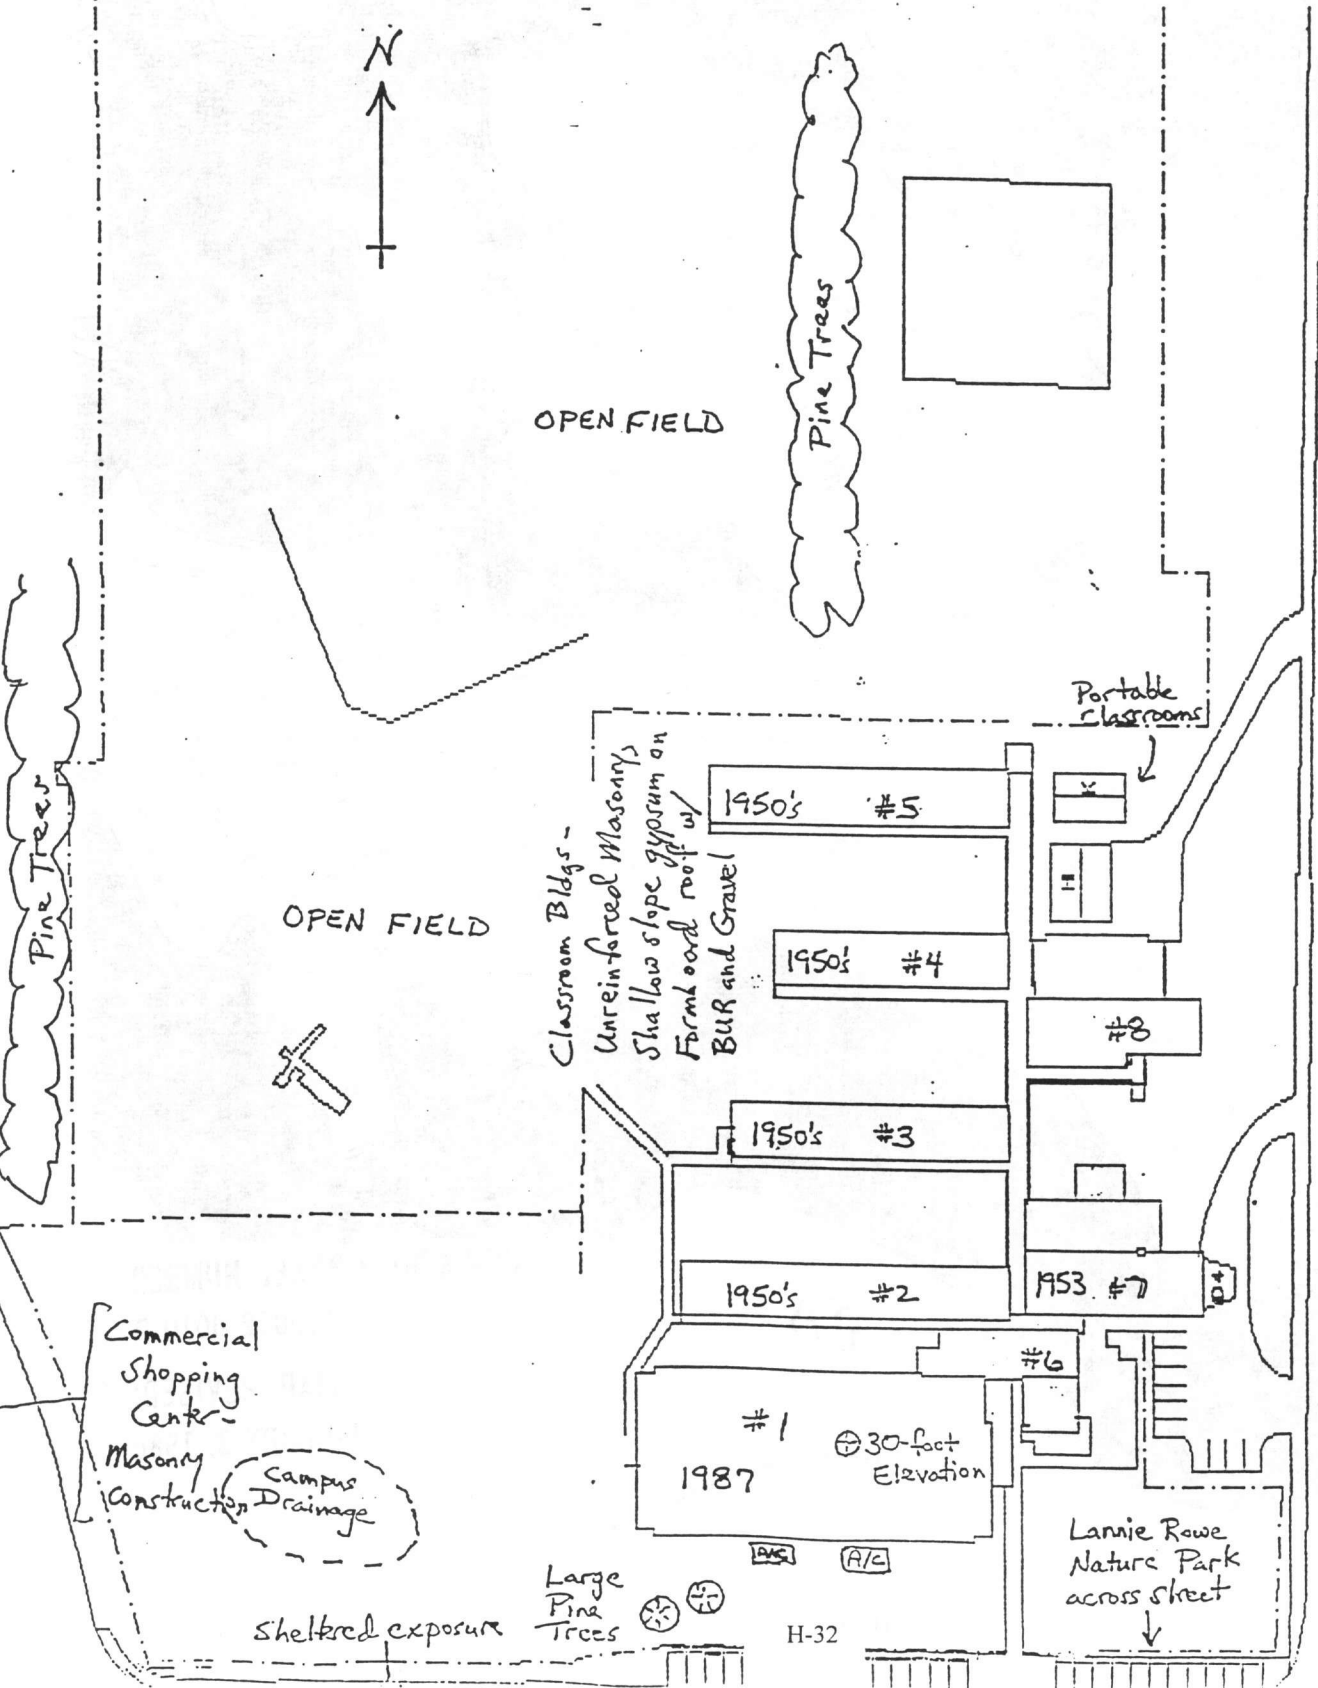 N
Pine Trees
OPEN FIELD
Portable
classrooms
K
Classroom Bldgs -
Unreinforced Masonry,
Shallow slope gypsum on
Formboard roof w/
BUR and Gravel
1950's #5
Pine Trees
OPEN FIELD
1950's #4
#8
1950's #3
1950's #2
1953 #7
#6
#1
30-foot
Elevation
1987
Commercial
Shopping
Center -
Masonry
Construction
Campus
Drainage
A/C
A/C
Large
Pine
Trees
Sheltered exposure
Lannie Rowe
Nature Park
across street
H-32